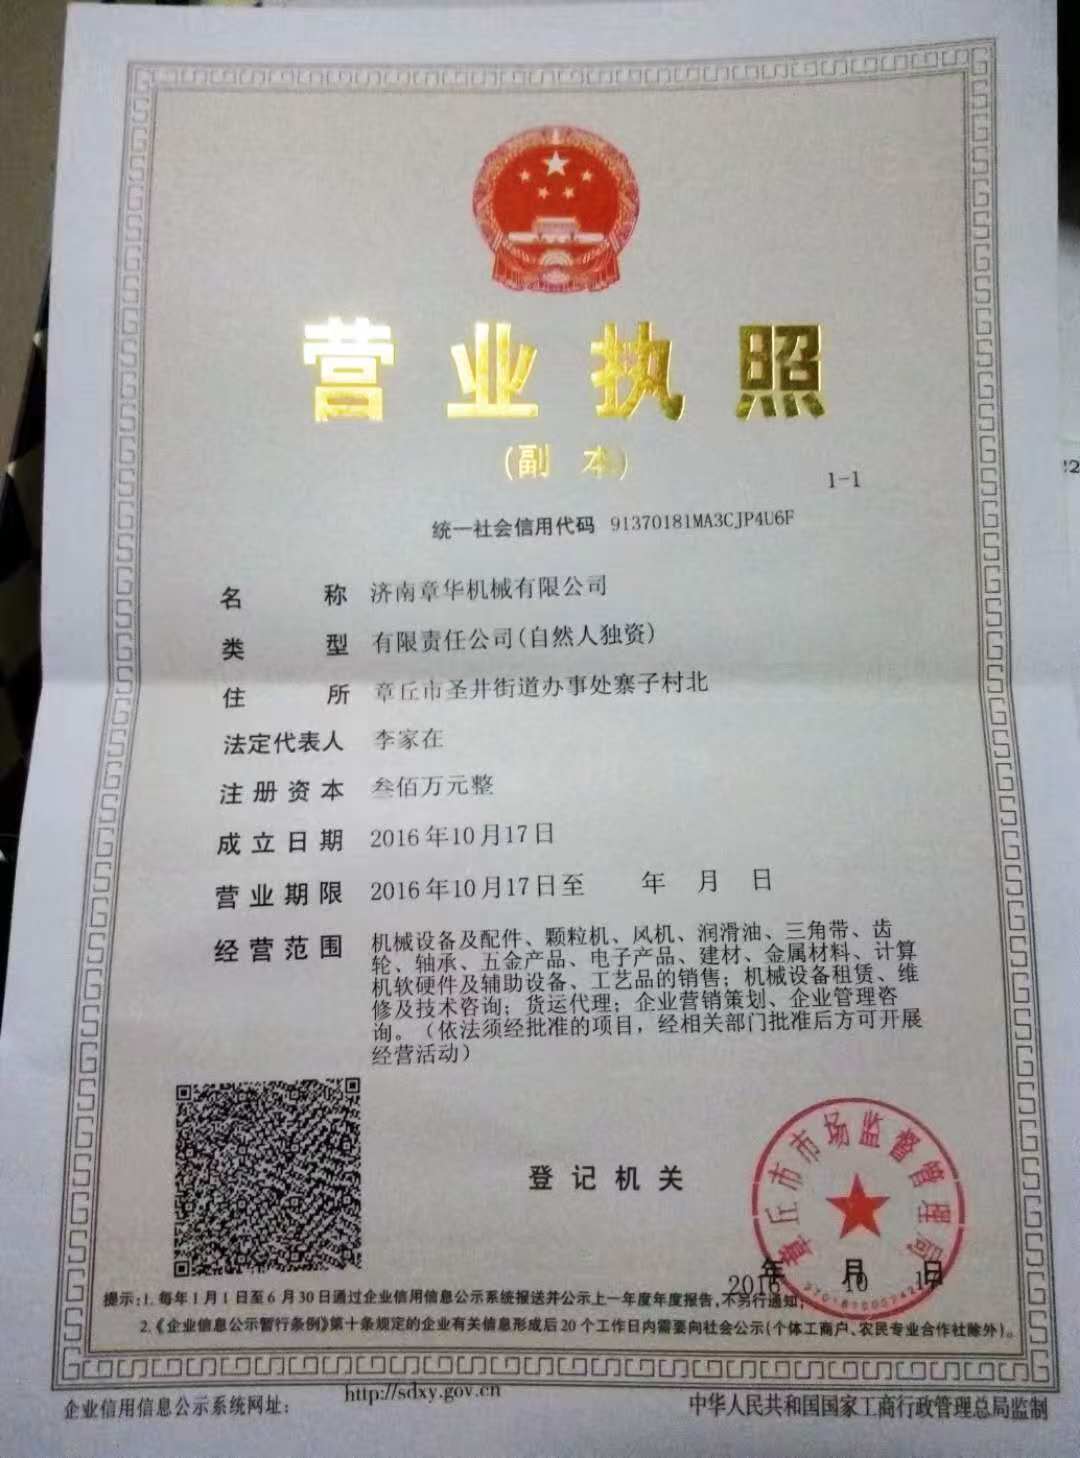 营业执照
(副 本)
1-1
统一社会信用代码 91370181MA3CJP4U6F
名 称 济南章华机械有限公司
类 型 有限责任公司(自然人独资)
住 所 章丘市圣井街道办事处寨子村北
法定代表人 李家在
注册资本 叁佰万元整
成立日期 2016年10月17日
营业期限 2016年10月17日至 年 月 日
经营范围 机械设备及配件、颗粒机、风机、润滑油、三角带、齿
轮、轴承、五金产品、电子产品、建材、金属材料、计算
机软硬件及辅助设备、工艺品的销售；机械设备租赁、维
修及技术咨询；货运代理；企业营销策划、企业管理咨
询。（依法须经批准的项目，经相关部门批准后方可开展
经营活动）
登记机关
章丘市市场监督管理局
2016年10月17日
提示:1.每年1月1日至6月30日通过企业信用信息公示系统报送并公示上一年度年度报告,不另行通知;
2.《企业信息公示暂行条例》第十条规定的企业有关信息形成后20个工作日内需要向社会公示(个体工商户、农民专业合作社除外)。
企业信用信息公示系统网址: http://sdxy.gov.cn
中华人民共和国国家工商行政管理总局监制